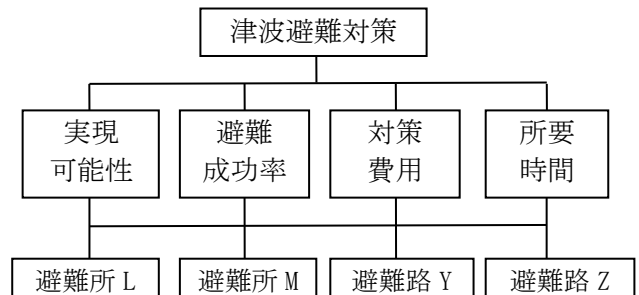 津波避難対策
実現
可能性
避難
成功率
対策
費用
所要
時間
避難所 L
避難所 M
避難路 Y
避難路 Z